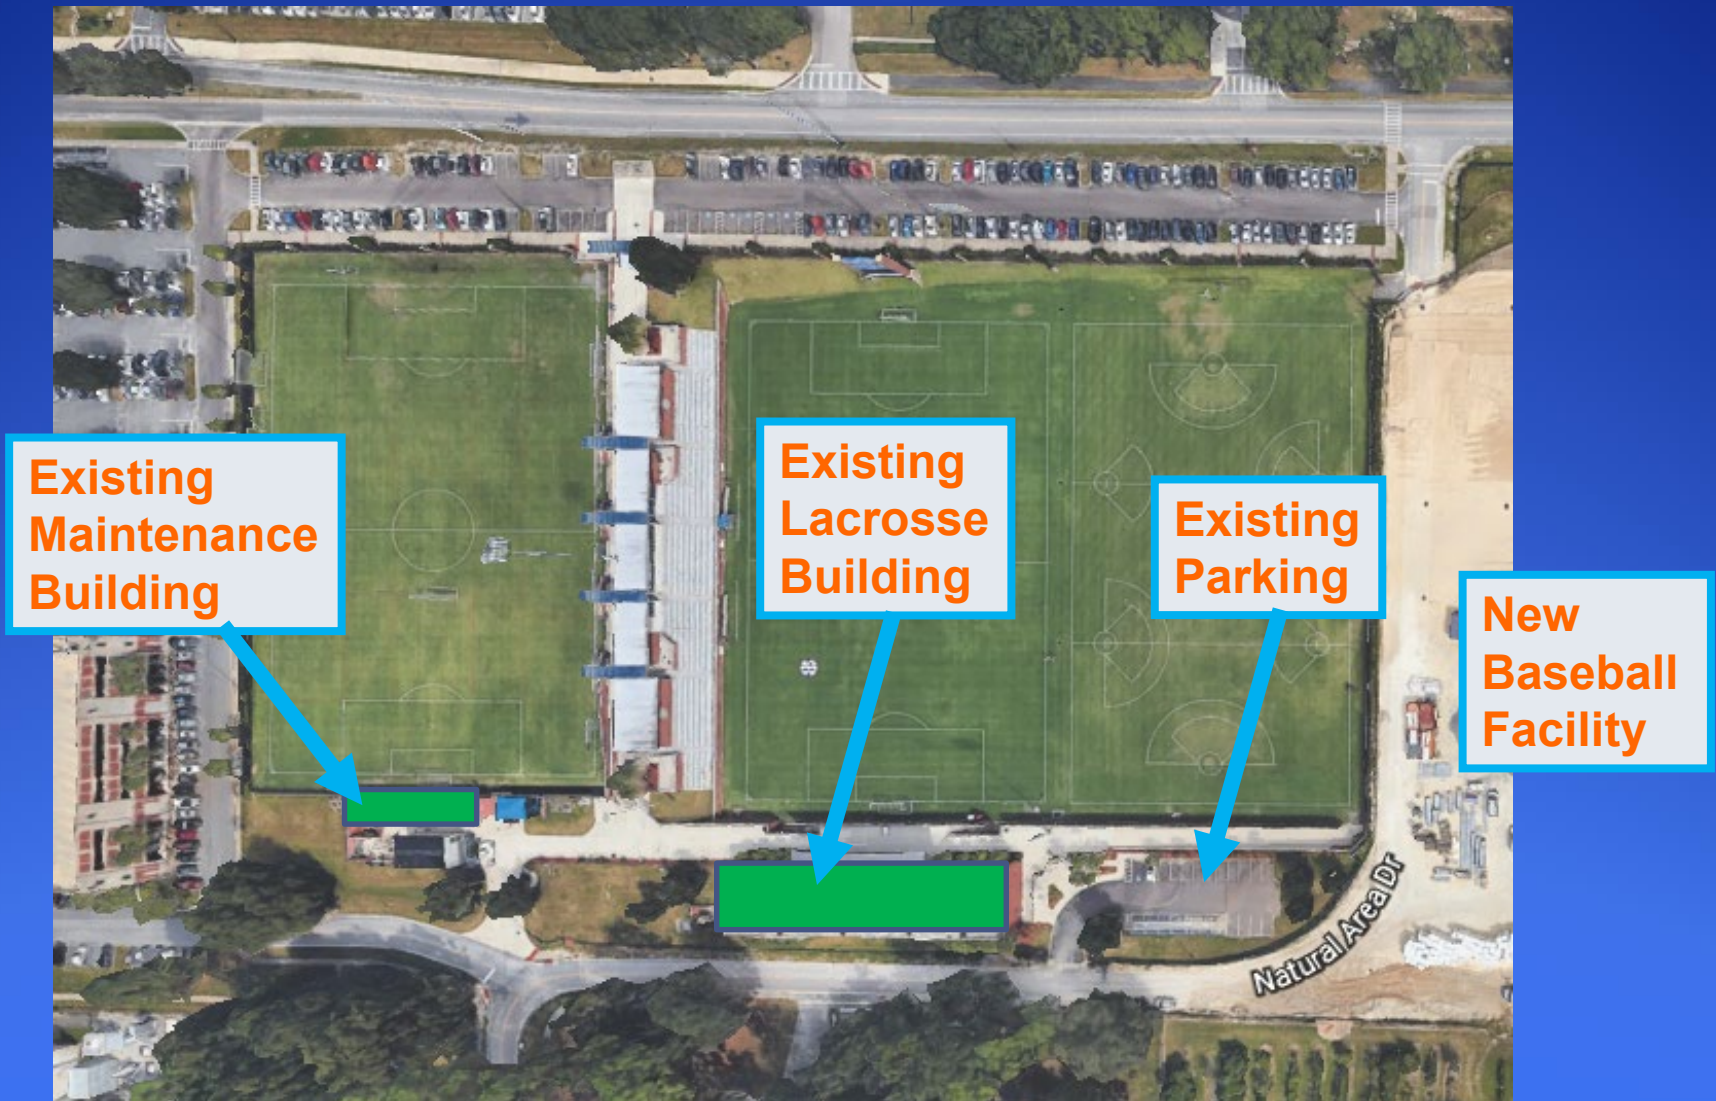 Existing
Maintenance
Building
Existing
Lacrosse
Building
Existing
Parking
New
Baseball
Facility
Natural Area Dr